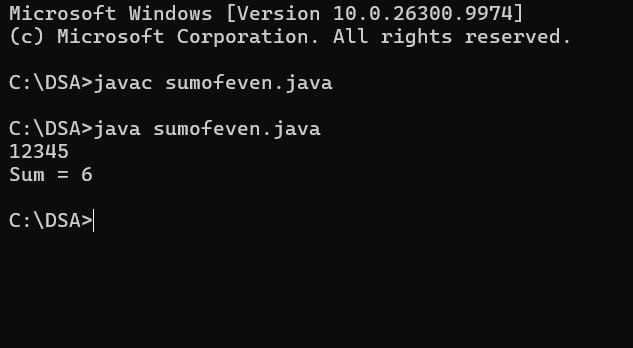 Microsoft Windows [Version 10.0.26300.9974]
(c) Microsoft Corporation. All rights reserved.
C:\DSA>javac sumofeven.java
C:\DSA>java sumofeven.java
12345
Sum = 6
C:\DSA>